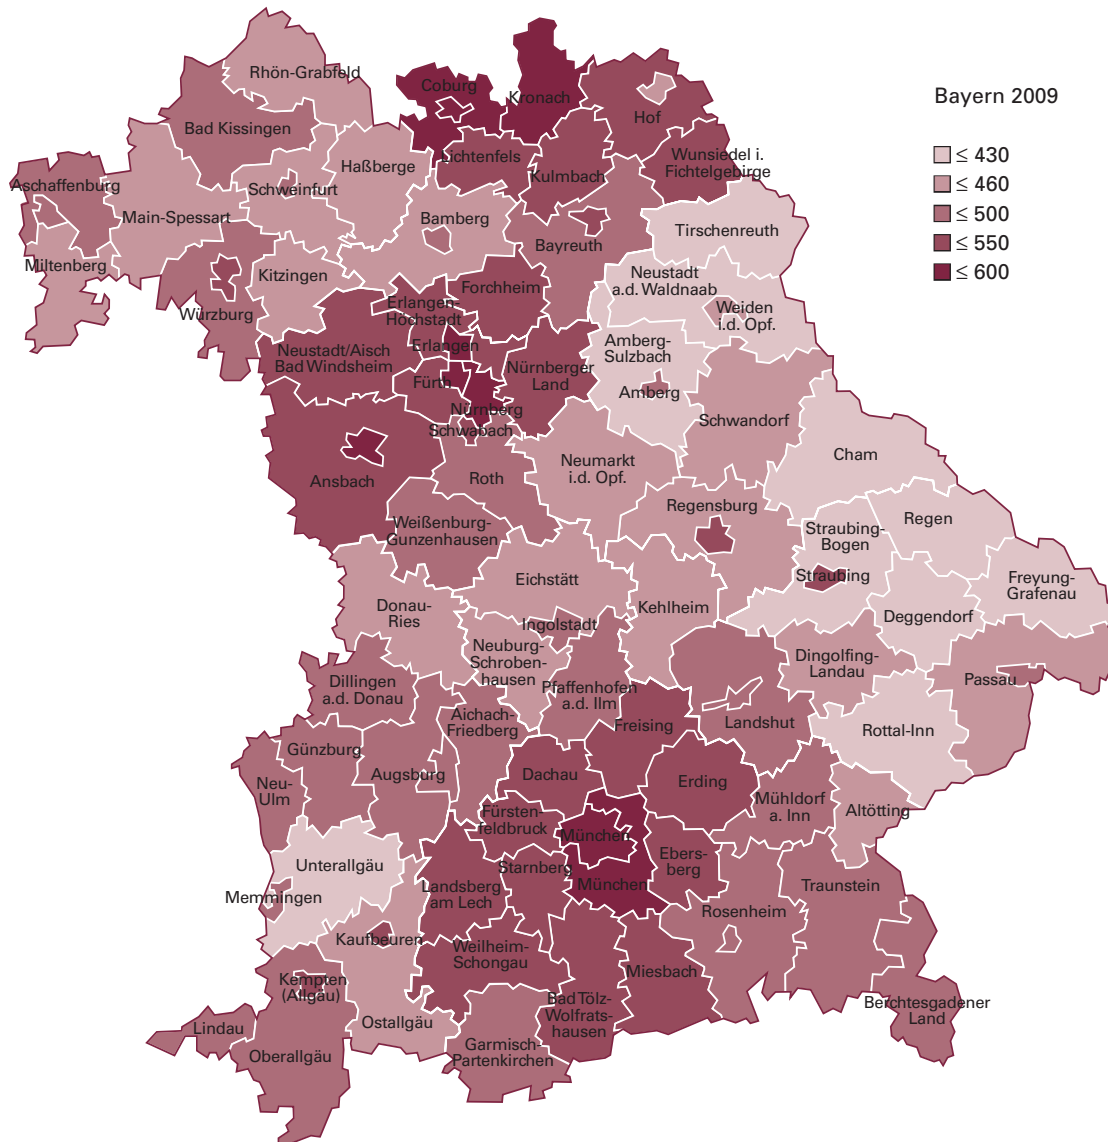 Bayern 2009
≤ 430
≤ 460
≤ 500
≤ 550
≤ 600
Rhön-Grabfeld
Coburg
Kronach
Hof
Bad Kissingen
Lichtenfels
Wunsiedel i.
Fichtelgebirge
Haßberge
Kulmbach
Aschaffenburg
Schweinfurt
Main-Spessart
Bamberg
Bayreuth
Tirschenreuth
Miltenberg
Kitzingen
Neustadt
a.d. Waldnaab
Forchheim
Würzburg
Erlangen-
Höchstadt
Weiden
i.d. Opf.
Erlangen
Amberg-
Sulzbach
Neustadt/Aisch
Bad Windsheim
Nürnberger
Land
Fürth
Amberg
Nürnberg
Schwabach
Schwandorf
Cham
Neumarkt
i.d. Opf.
Ansbach
Roth
Regensburg
Regen
Weißenburg-
Gunzenhausen
Straubing-
Bogen
Eichstätt
Straubing
Freyung-
Grafenau
Donau-
Ries
Kehlheim
Deggendorf
Ingolstadt
Neuburg-
Schroben-
hausen
Dingolfing-
Landau
Dillingen
a.d. Donau
Pfaffenhofen
a.d. Ilm
Passau
Aichach-
Friedberg
Freising
Landshut
Rottal-Inn
Günzburg
Augsburg
Dachau
Erding
Neu-
Ulm
Mühldorf
a. Inn
Altötting
Fürsten-
feldbruck
München
Ebers-
berg
Unterallgäu
Starnberg
München
Landsberg
am Lech
Traunstein
Memmingen
Rosenheim
Kaufbeuren
Weilheim-
Schongau
Miesbach
Kempten
(Allgäu)
Bad Tölz-
Wolfrats-
hausen
Berchtesgadener
Land
Lindau
Ostallgäu
Oberallgäu
Garmisch-
Partenkirchen